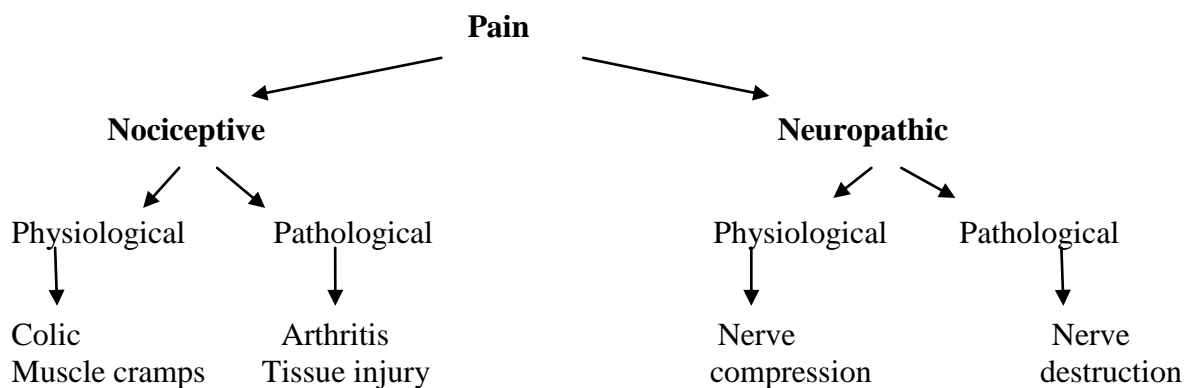 Pain
Nociceptive Neuropathic
Physiological Pathological Physiological Pathological
Colic Arthritis Nerve Nerve
Muscle cramps Tissue injury compression destruction